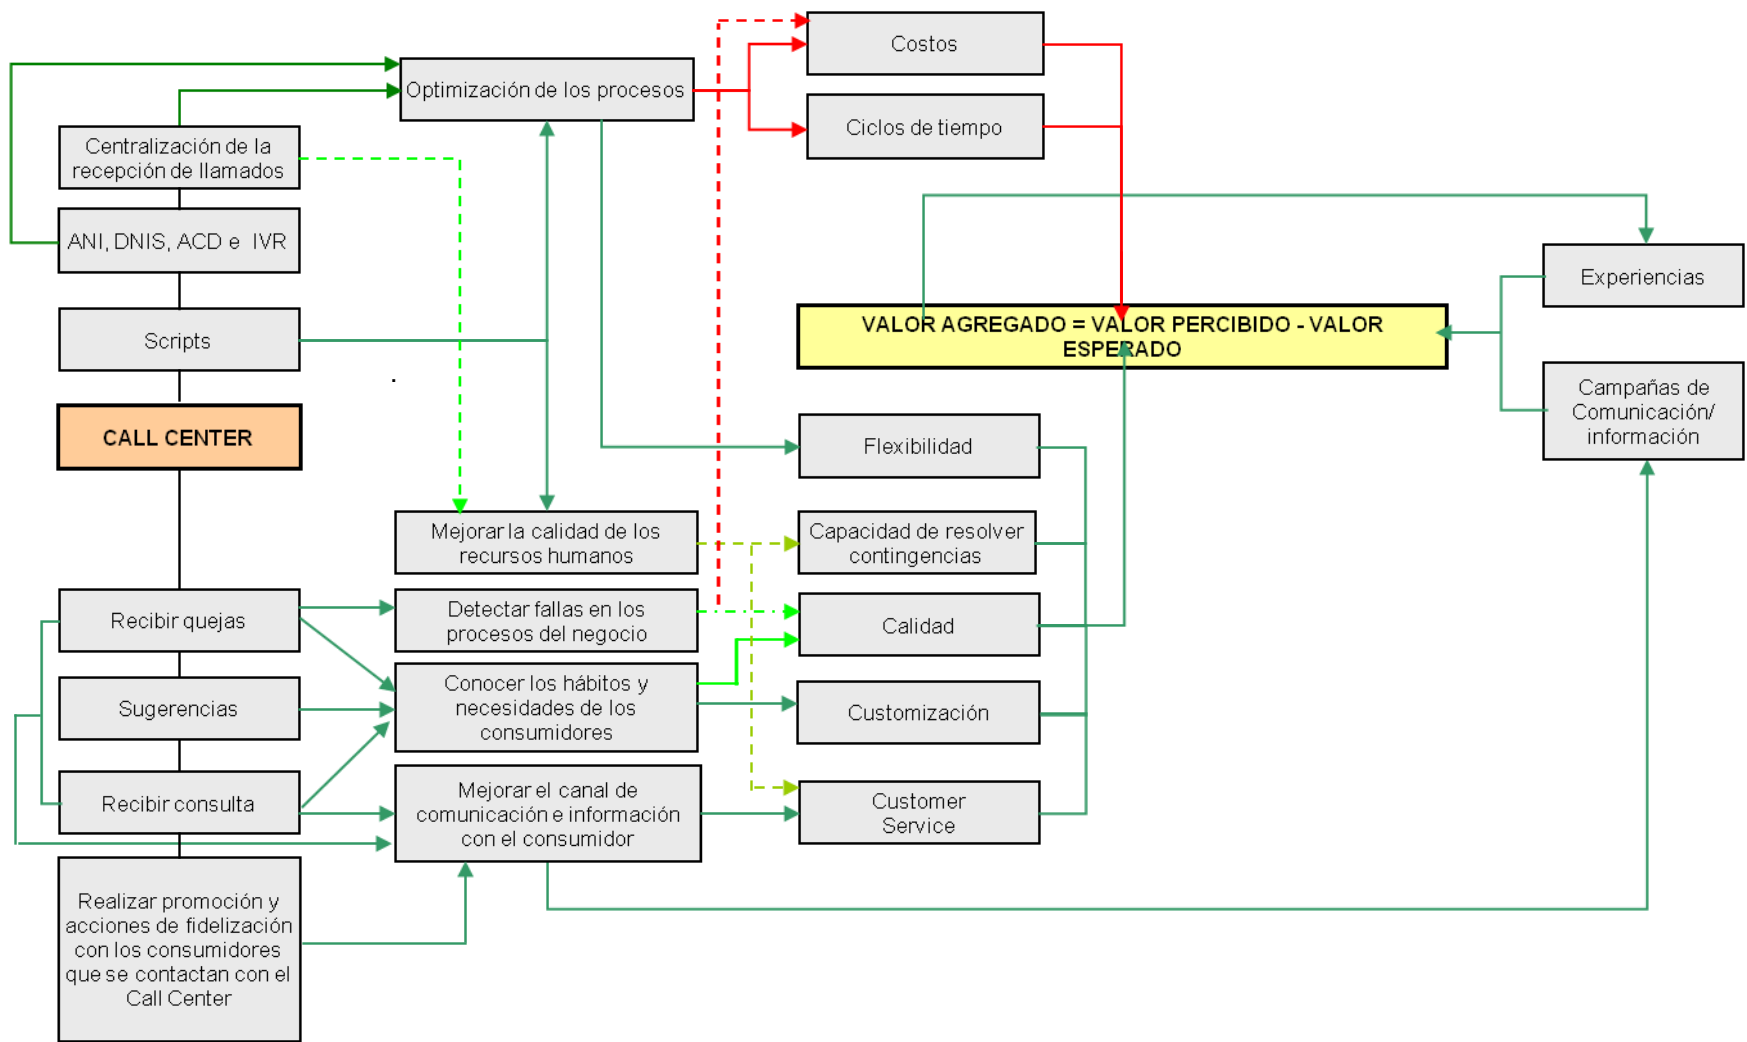 Costos
Optimización de los procesos
Ciclos de tiempo
Centralización de la
recepción de llamados
ANI, DNIS, ACD e IVR
Experiencias
Scripts
VALOR AGREGADO = VALOR PERCIBIDO - VALOR
ESPERADO
Campañas de
Comunicación/
información
CALL CENTER
Flexibilidad
Mejorar la calidad de los
recursos humanos
Capacidad de resolver
contingencias
Recibir quejas
Detectar fallas en los
procesos del negocio
Calidad
Sugerencias
Conocer los hábitos y
necesidades de los
consumidores
Customización
Recibir consulta
Mejorar el canal de
comunicación e información
con el consumidor
Customer
Service
Realizar promoción y
acciones de fidelización
con los consumidores
que se contactan con el
Call Center